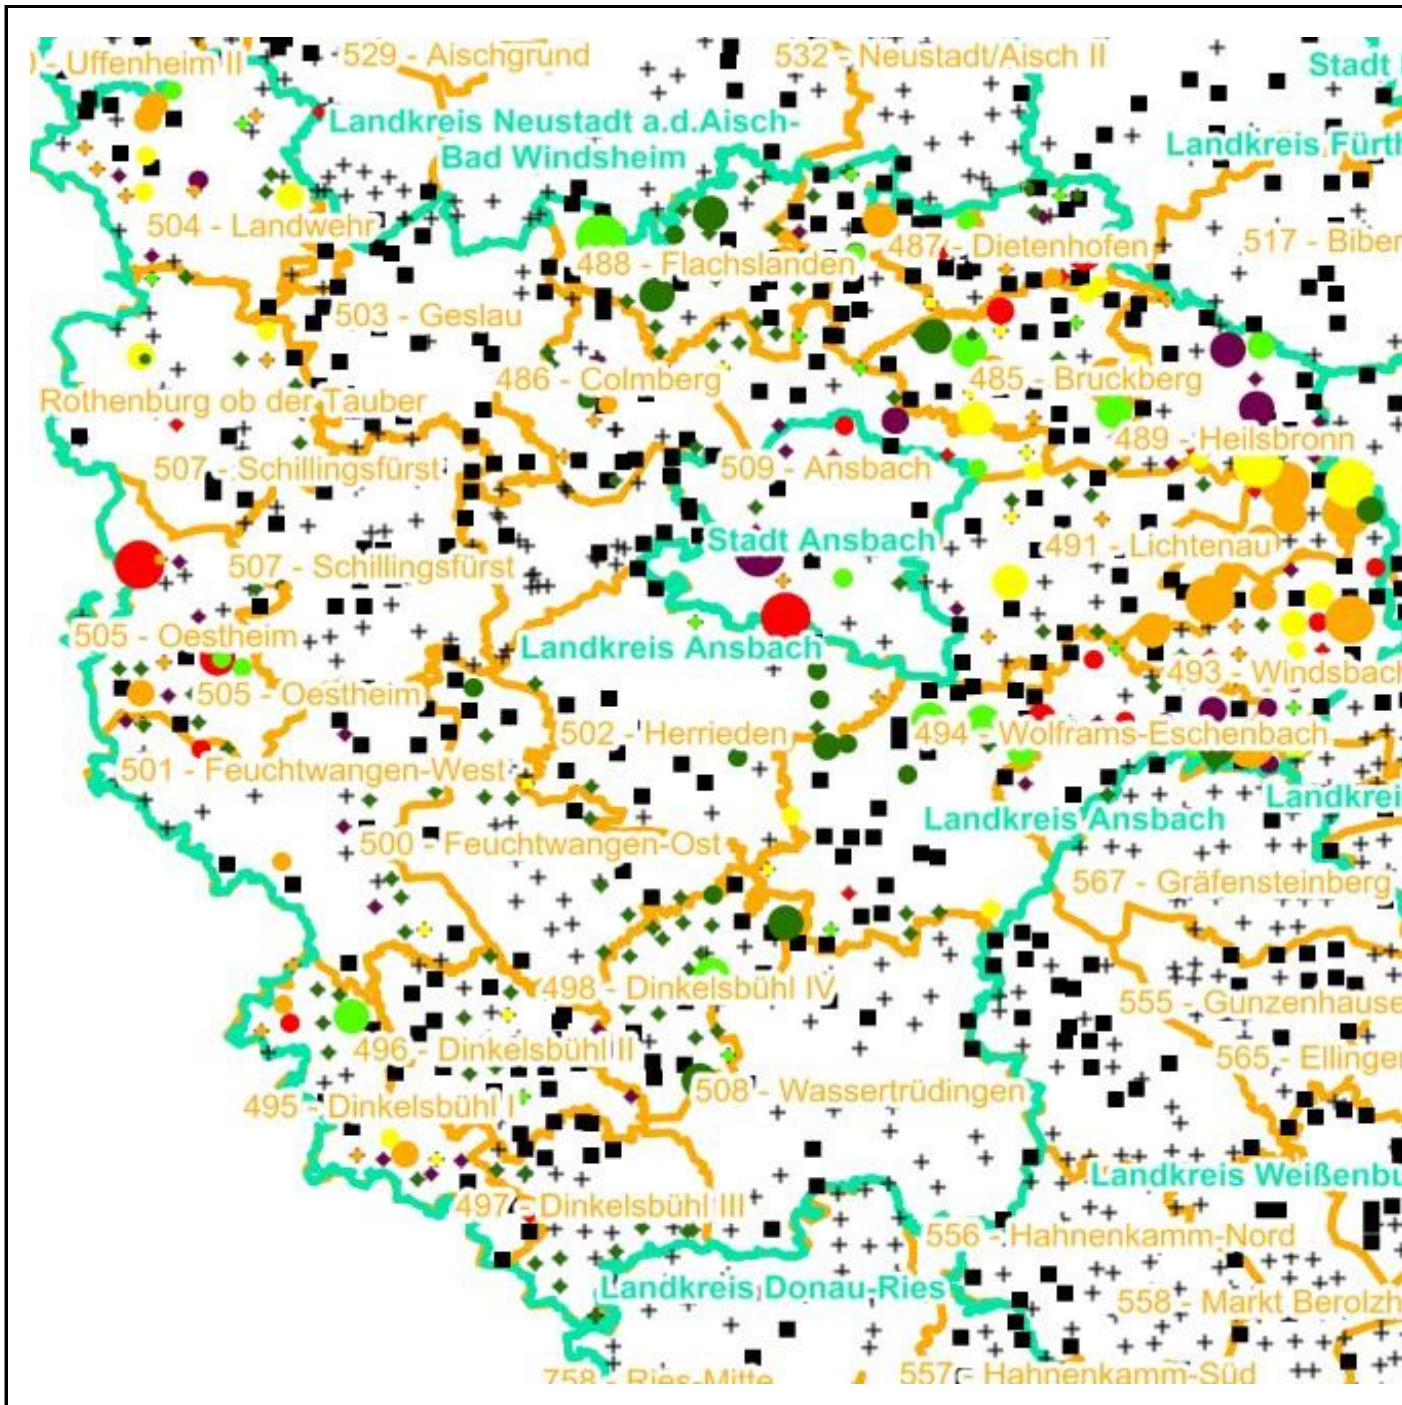 529 - Aischgrund
532 - Neustadt/Aisch II
- Uffenheim II
Stadt
Landkreis Neustadt a.d.Aisch-
Bad Windsheim
Landkreis Fürth
504 - Landwehr
487 - Dietenhofen
517 - Biber
488 - Flachslanden
503 - Geslau
486 - Colmberg
485 - Bruckberg
Rothenburg ob der Tauber
489 - Heilsbronn
507 - Schillingsfürst
509 - Ansbach
Stadt Ansbach
491 - Lichtenau
507 - Schillingsfürst
505 - Oestheim
Landkreis Ansbach
493 - Windsbach
505 - Oestheim
502 - Herrieden
494 - Wolframs-Eschenbach
501 - Feuchtwangen-West
Landkrei
Landkreis Ansbach
500 - Feuchtwangen-Ost
567 - Gräfensteinberg
498 - Dinkelsbühl IV
555 - Gunzenhause
496 - Dinkelsbühl II
565 - Ellingen
508 - Wassertrüdingen
495 - Dinkelsbühl I
Landkreis Weißenbu
497 - Dinkelsbühl III
556 - Hahnenkamm-Nord
Landkreis Donau-Ries
558 - Markt Berolzh
758 - Ries-Mitte
557 - Hahnenkamm-Süd